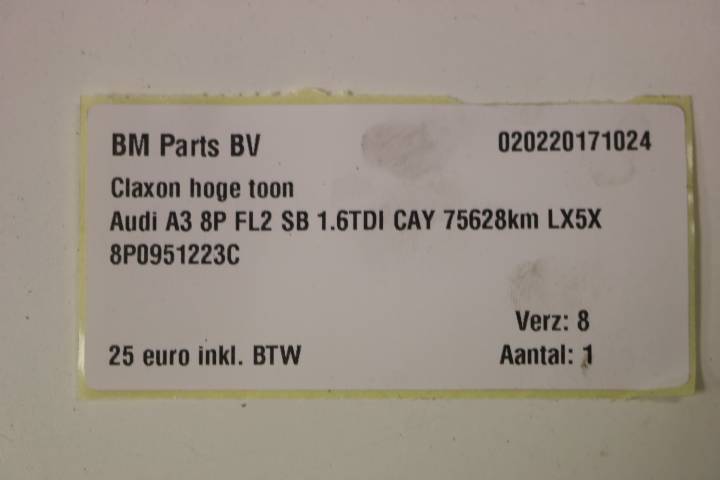 BM Parts BV 020220171024
Claxon hoge toon
Audi A3 8P FL2 SB 1.6TDI CAY 75628km LX5X
8P0951223C
Verz: 8
25 euro inkl. BTW Aantal: 1